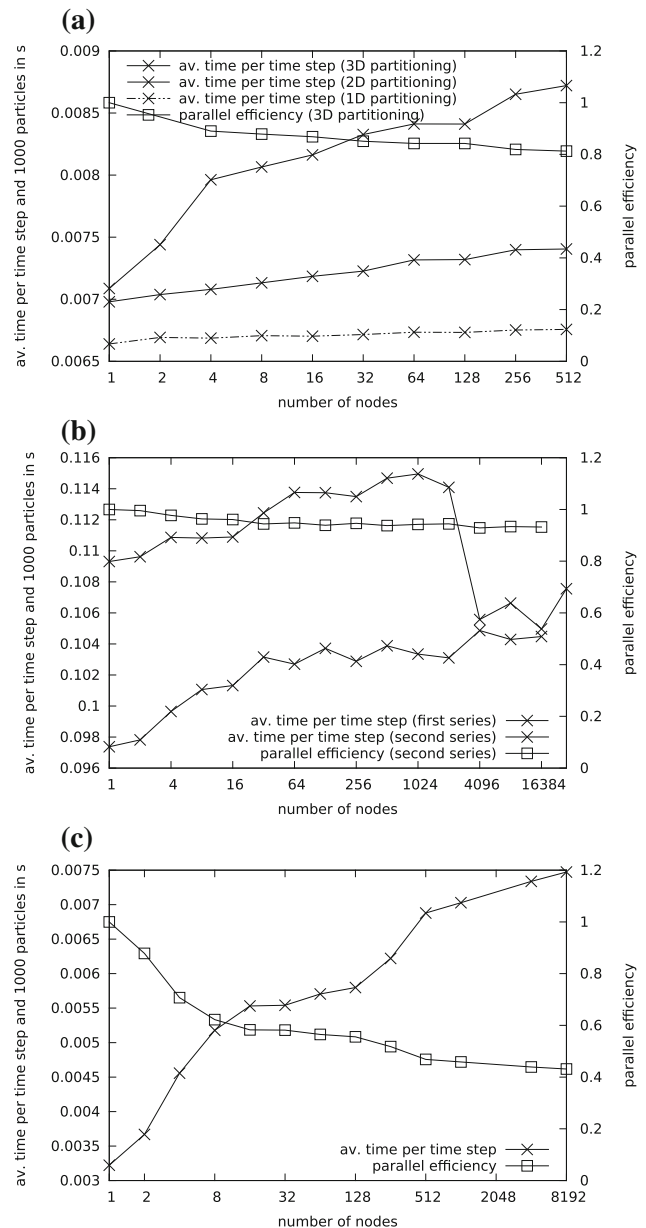 (a)
0.009
0.0085
0.008
0.0075
0.007
0.0065
av. time per time step and 1000 particles in s
av. time per time step (3D partitioning)
av. time per time step (2D partitioning)
av. time per time step (1D partitioning)
parallel efficiency (3D partitioning)
1.2
1
0.8
0.6
0.4
0.2
0
parallel efficiency
1 2 4 8 16 32 64 128 256 512
number of nodes
(b)
0.116
0.114
0.112
0.11
0.108
0.106
0.104
0.102
0.1
0.098
0.096
av. time per time step and 1000 particles in s
av. time per time step (first series)
av. time per time step (second series)
parallel efficiency (second series)
1.2
1
0.8
0.6
0.4
0.2
0
parallel efficiency
1 4 16 64 256 1024 4096 16384
number of nodes
(c)
0.0075
0.007
0.0065
0.006
0.0055
0.005
0.0045
0.004
0.0035
0.003
av. time per time step and 1000 particles in s
av. time per time step
parallel efficiency
1.2
1
0.8
0.6
0.4
0.2
0
parallel efficiency
1 2 8 32 128 512 2048 8192
number of nodes